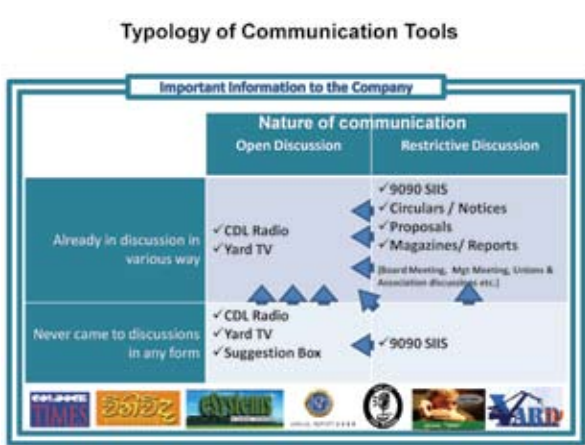 Typology of Communication Tools
Important Information to the Company
Nature of communication
Open Discussion
Restrictive Discussion
Already in discussion in
various way
✓CDL Radio
✓Yard TV
✓9090 SIIS
✓Circulars / Notices
✓Proposals
✓Magazines/ Reports
[Board Meeting, Mgt Meeting, Unions &
Association discussions etc.]
Never came to discussions
in any form
✓CDL Radio
✓Yard TV
✓Suggestion Box
✓9090 SIIS
TIMES
eSystems
YARD